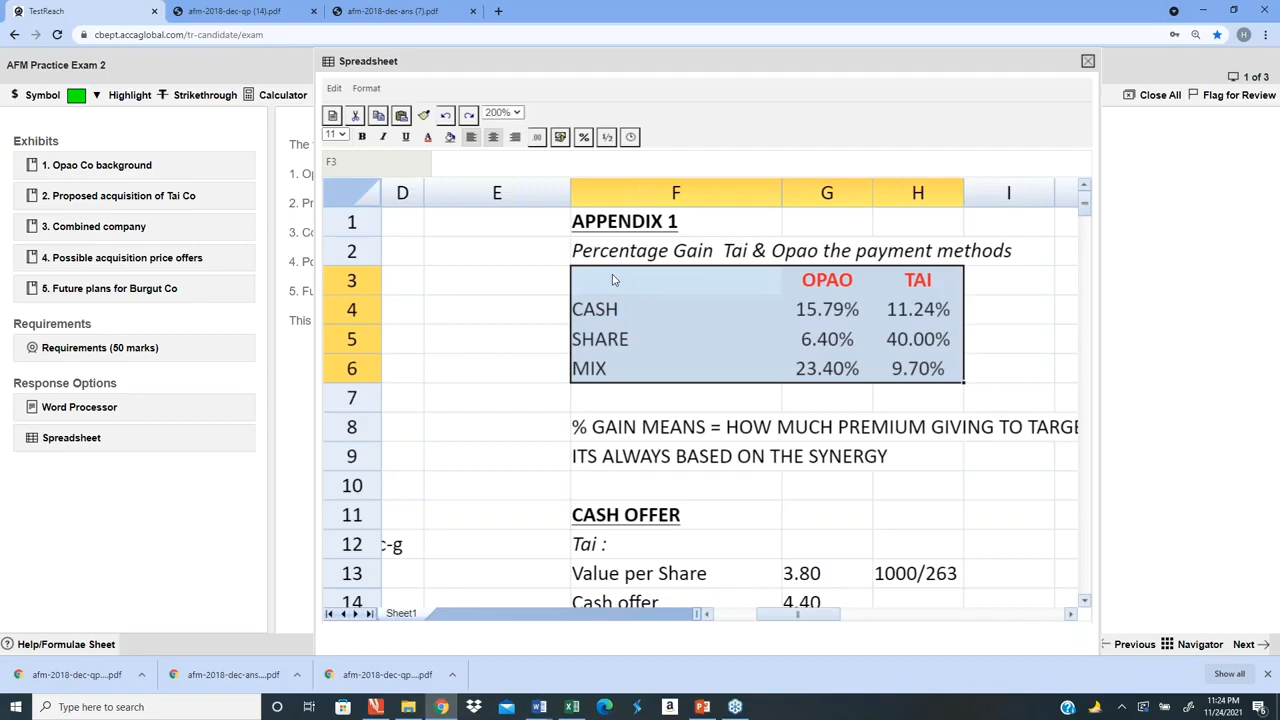 TestReach
afm-2018-dec-qp (14).pdf
afm-2018-dec-ans (7).pdf
cbept.accaglobal.com/tr-candidate/exam
H
AFM Practice Exam 2
1 of 3
$ Symbol
Highlight
Strikethrough
Calculator
Close All
Flag for Review
Exhibits
1. Opao Co background
2. Proposed acquisition of Tai Co
3. Combined company
4. Possible acquisition price offers
5. Future plans for Burgut Co
Requirements
Requirements (50 marks)
Response Options
Word Processor
Spreadsheet
The
1. Op
2. Pr
3. Co
4. Po
5. Fu
This
Spreadsheet
Edit Format
200%
11
B I U A
% 1/2
F3
D E F G H I
1 APPENDIX 1
2 Percentage Gain Tai & Opao the payment methods
3 OPAO TAI
4 CASH 15.79% 11.24%
5 SHARE 6.40% 40.00%
6 MIX 23.40% 9.70%
7
8 % GAIN MEANS = HOW MUCH PREMIUM GIVING TO TARGE
9 ITS ALWAYS BASED ON THE SYNERGY
10
11 CASH OFFER
12 c-g Tai :
13 Value per Share 3.80 1000/263
14 Cash offer 4.40
Sheet1
Help/Formulae Sheet
Previous
Navigator
Next
afm-2018-dec-qp....pdf
afm-2018-dec-ans....pdf
afm-2018-dec-qp....pdf
Show all
Type here to search
11:24 PM
11/24/2021